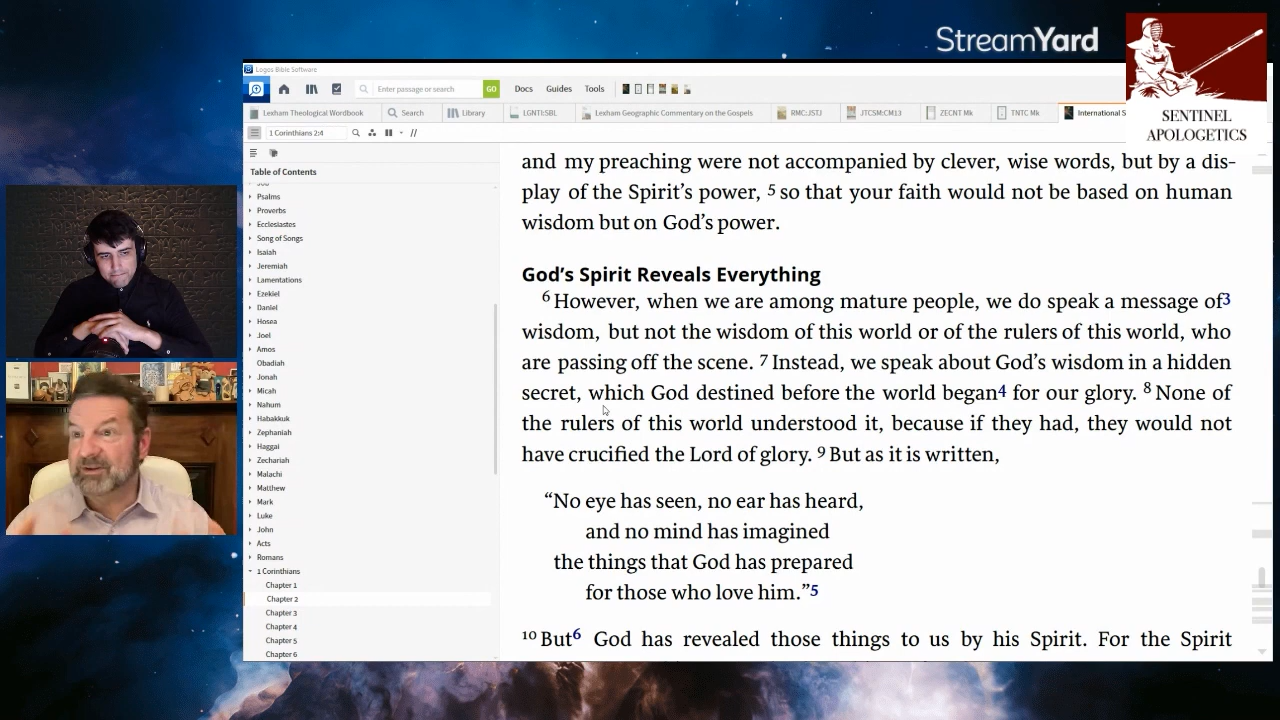 StreamYard
SENTINEL
APOLOGETICS
Logos Bible Software
Enter passage or search
GO
Docs
Guides
Tools
Lexham Theological Wordbook
Search
Library
LGNTI:SBL
Lexham Geographic Commentary on the Gospels
RMC:JSTJ
JTCSM:CM13
ZECNT Mk
TNTC Mk
International S
1 Corinthians 2:4
Table of Contents
Job
Psalms
Proverbs
Ecclesiastes
Song of Songs
Isaiah
Jeremiah
Lamentations
Ezekiel
Daniel
Hosea
Joel
Amos
Obadiah
Jonah
Micah
Nahum
Habakkuk
Zephaniah
Haggai
Zechariah
Malachi
Matthew
Mark
Luke
John
Acts
Romans
1 Corinthians
Chapter 1
Chapter 2
Chapter 3
Chapter 4
Chapter 5
Chapter 6
and my preaching were not accompanied by clever, wise words, but by a dis-
play of the Spirit’s power, 5 so that your faith would not be based on human
wisdom but on God’s power.
God’s Spirit Reveals Everything
6 However, when we are among mature people, we do speak a message of3
wisdom, but not the wisdom of this world or of the rulers of this world, who
are passing off the scene. 7 Instead, we speak about God’s wisdom in a hidden
secret, which God destined before the world began4 for our glory. 8 None of
the rulers of this world understood it, because if they had, they would not
have crucified the Lord of glory. 9 But as it is written,
“No eye has seen, no ear has heard,
and no mind has imagined
the things that God has prepared
for those who love him.”5
10 But6 God has revealed those things to us by his Spirit. For the Spirit